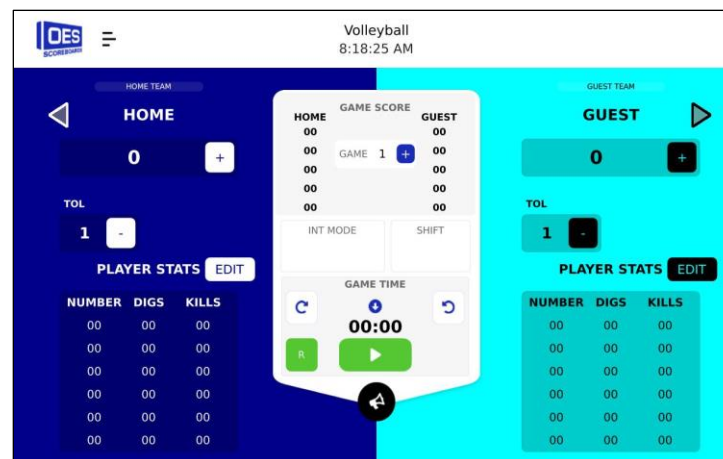 OES
SCOREBOARDS
Volleyball
8:18:25 AM
HOME TEAM
HOME
0 +
TOL
1 -
PLAYER STATS EDIT
NUMBER DIGS KILLS
00 00 00
00 00 00
00 00 00
00 00 00
00 00 00
00 00 00
GAME SCORE
HOME GUEST
00 00
00 GAME 1 + 00
00 00
00 00
00 00
INT MODE SHIFT
GAME TIME
00:00
R
GUEST TEAM
GUEST
0 +
TOL
1 -
PLAYER STATS EDIT
NUMBER DIGS KILLS
00 00 00
00 00 00
00 00 00
00 00 00
00 00 00
00 00 00